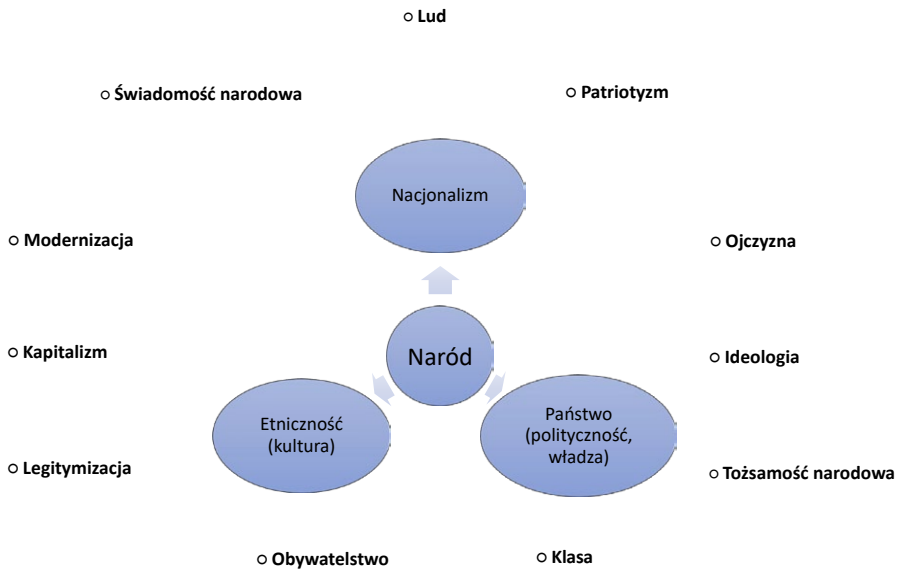 ○ Lud
○ Świadomość narodowa
○ Patriotyzm
Nacjonalizm
○ Modernizacja
○ Ojczyzna
Naród
○ Kapitalizm
○ Ideologia
Etniczność
(kultura)
Państwo
(polityczność,
władza)
○ Legitymizacja
○ Tożsamość narodowa
○ Obywatelstwo
○ Klasa